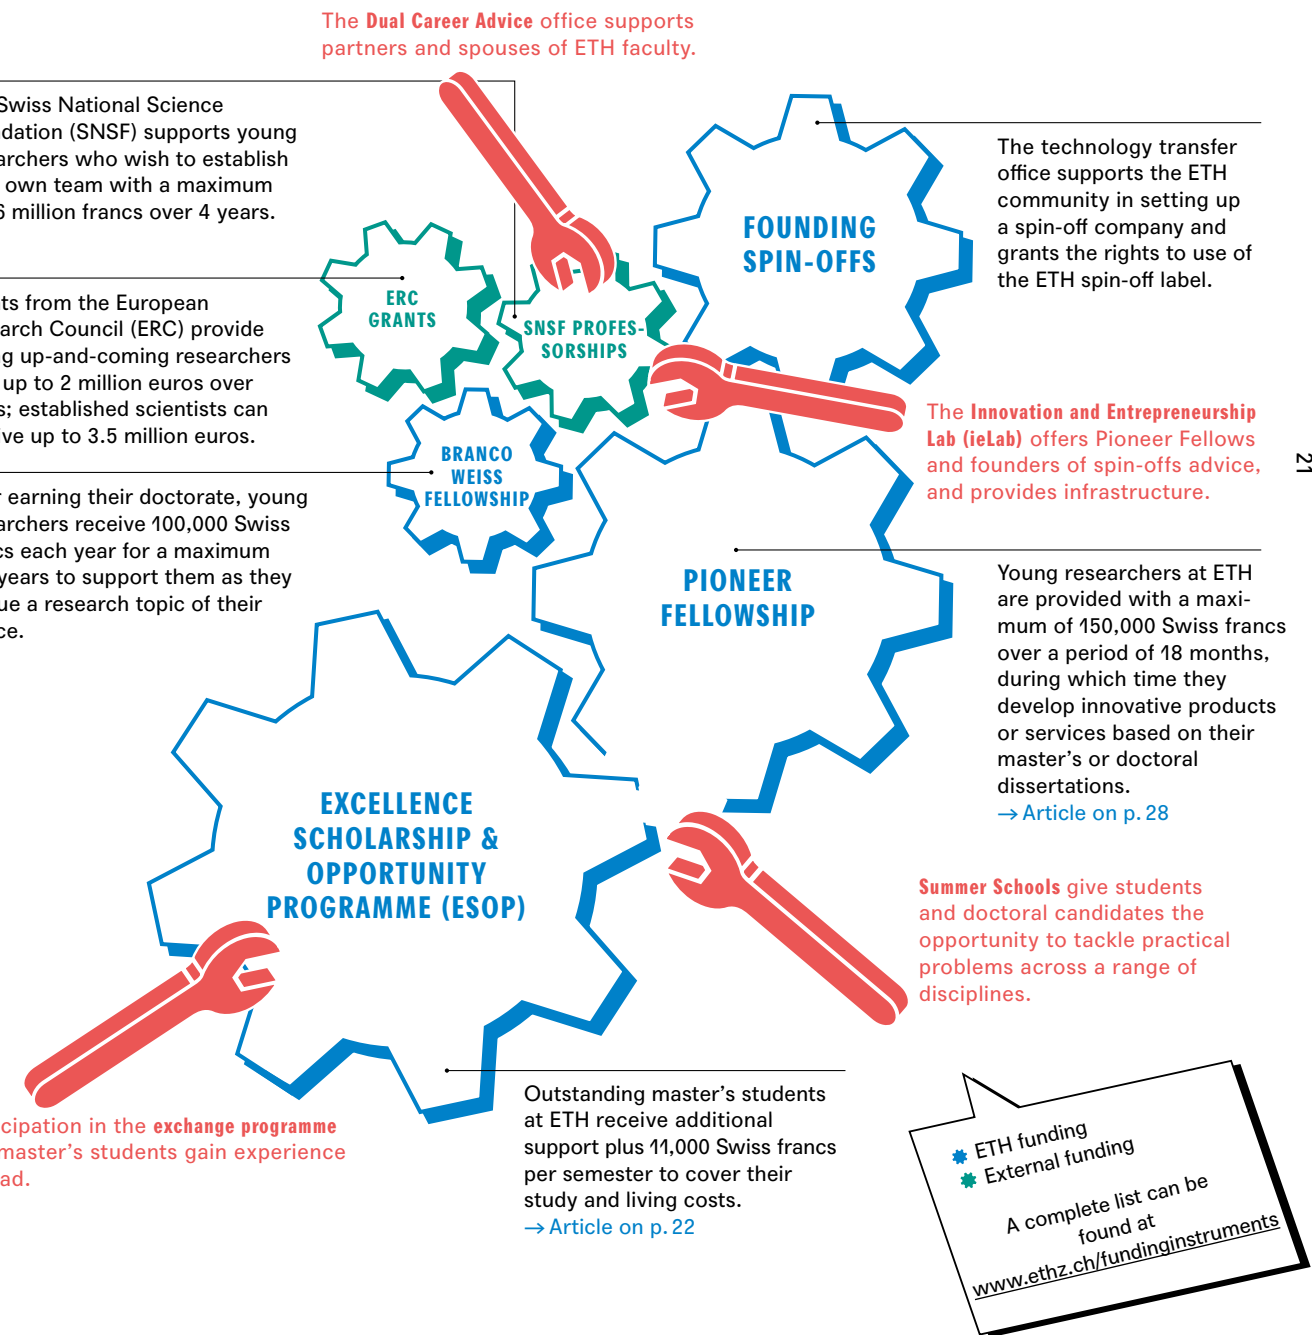 The Dual Career Advice office supports
partners and spouses of ETH faculty.
Swiss National Science
dation (SNSF) supports young
archers who wish to establish
own team with a maximum
6 million francs over 4 years.
ts from the European
arch Council (ERC) provide
g up-and-coming researchers
up to 2 million euros over
s; established scientists can
ive up to 3.5 million euros.
r earning their doctorate, young
archers receive 100,000 Swiss
cs each year for a maximum
years to support them as they
ue a research topic of their
ce.
ERC
GRANTS
SNSF PROFES-
SORSHIPS
BRANCO
WEISS
FELLOWSHIP
FOUNDING
SPIN-OFFS
The technology transfer
office supports the ETH
community in setting up
a spin-off company and
grants the rights to use of
the ETH spin-off label.
The Innovation and Entrepreneurship
Lab (ieLab) offers Pioneer Fellows
and founders of spin-offs advice,
and provides infrastructure.
21
PIONEER
FELLOWSHIP
Young researchers at ETH
are provided with a maxi-
mum of 150,000 Swiss francs
over a period of 18 months,
during which time they
develop innovative products
or services based on their
master's or doctoral
dissertations.
→ Article on p. 28
EXCELLENCE
SCHOLARSHIP &
OPPORTUNITY
PROGRAMME (ESOP)
Summer Schools give students
and doctoral candidates the
opportunity to tackle practical
problems across a range of
disciplines.
cipation in the exchange programme
master's students gain experience
ad.
Outstanding master's students
at ETH receive additional
support plus 11,000 Swiss francs
per semester to cover their
study and living costs.
→ Article on p. 22
ETH funding
External funding
A complete list can be
found at
www.ethz.ch/fundinginstruments